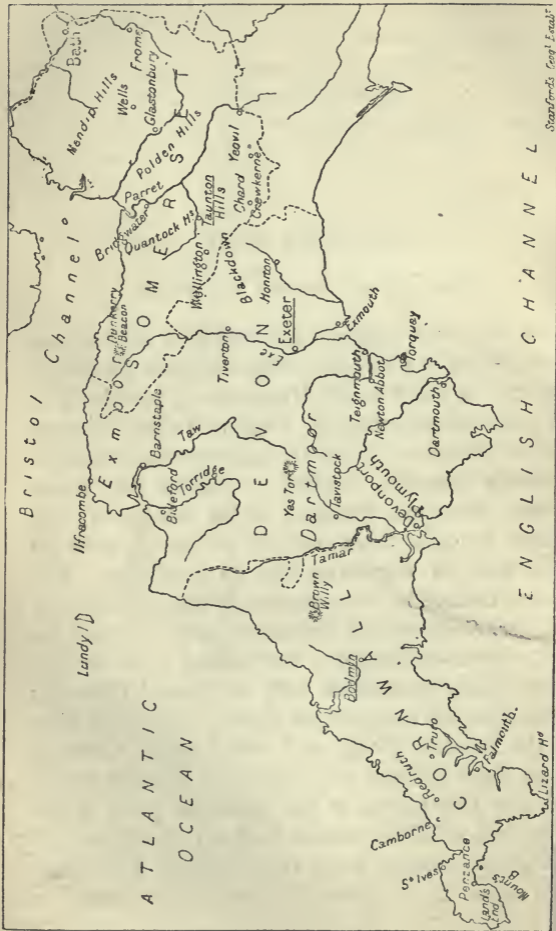 Bristol Channel
ATLANTIC
OCEAN
ENGLISH CHANNEL
Lundy I
Ilfracombe
Exmoor
Dunkery
Beacon
Barnstaple
Bideford
Torridge
Taw
DEVON
Yes Tor
Dartmoor
Tavistock
Tamar
Devonport
Plymouth
Dartmouth
Torquay
Newton Abbot
Teignmouth
Exmouth
Exeter
Exe
Tiverton
Honiton
Blackdown
Hills
Wellington
Taunton
SOMERSET
Quantock Hs
Bridgwater
Parret
Polden Hills
Mendip Hills
Wells
Glastonbury
Frome
Bath
Yeovil
Chard
Crewkerne
CORNWALL
Brown
Willy
Bodmin
Truro
Redruth
Camborne
Falmouth
Lizard Hd
St Ives
Penzance
Mounts
B
Land's
End
Stanford's Geogl Estabt